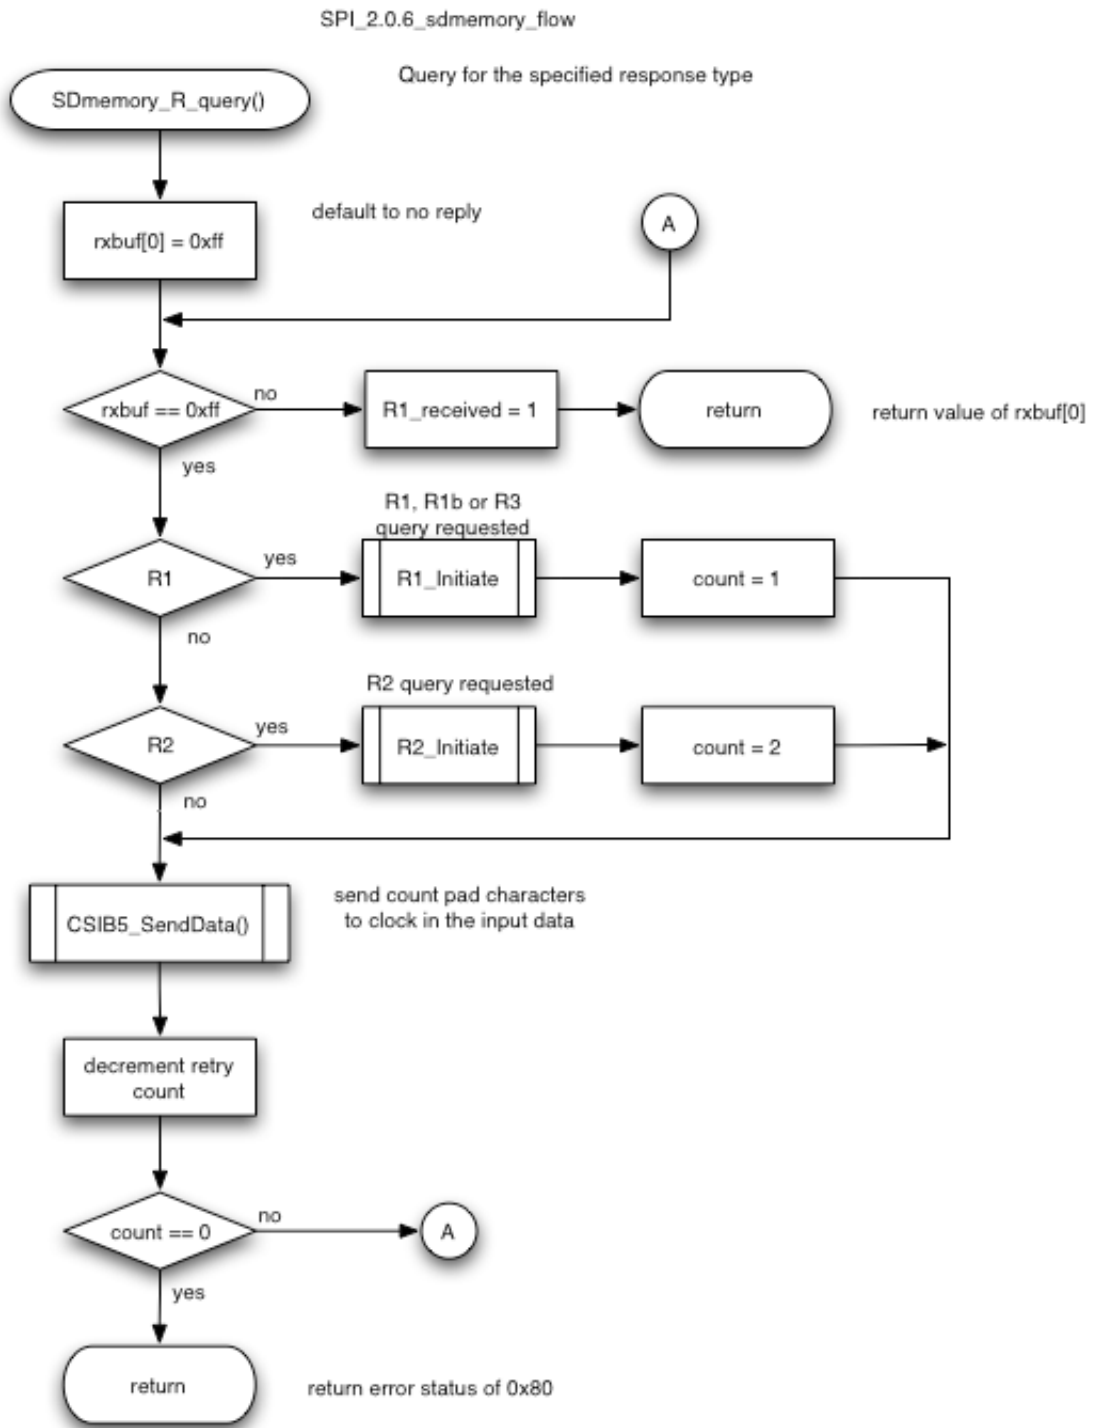 SPI_2.0.6_sdmemory_flow
Query for the specified response type
SDmemory_R_query()
default to no reply
A
rxbuf[0] = 0xff
rxbuf == 0xff
no
R1_received = 1
return
return value of rxbuf[0]
yes
R1, R1b or R3
query requested
R1
yes
R1_Initiate
count = 1
no
R2 query requested
R2
yes
R2_Initiate
count = 2
no
send count pad characters
to clock in the input data
CSIB5_SendData()
decrement retry
count
count == 0
no
A
yes
return
return error status of 0x80